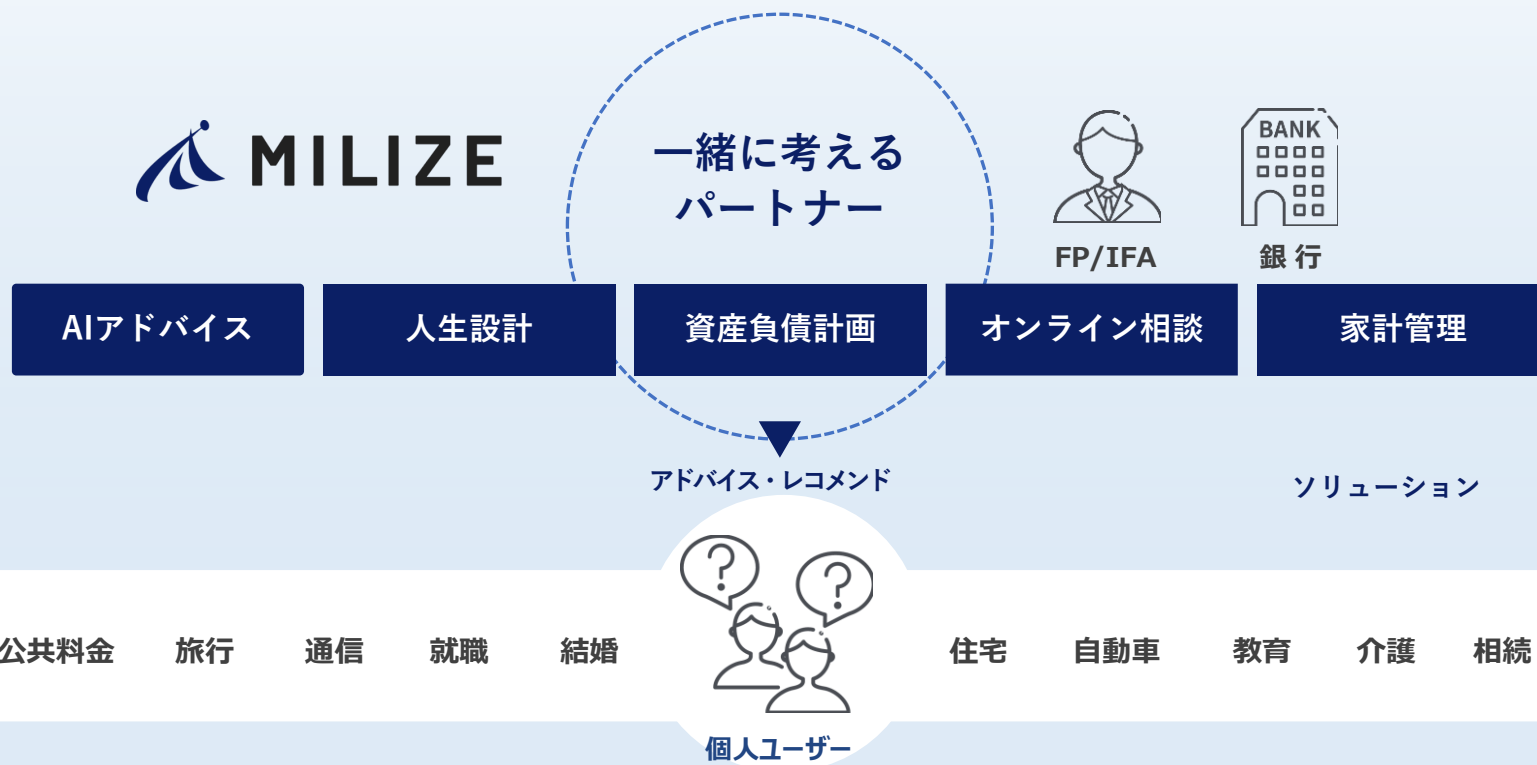 MILIZE
一緒に考える
パートナー
FP/IFA
BANK
銀行
AIアドバイス
人生設計
資産負債計画
オンライン相談
家計管理
アドバイス・レコメンド
ソリューション
?
?
公共料金
旅行
通信
就職
結婚
住宅
自動車
教育
介護
相続
個人ユーザー